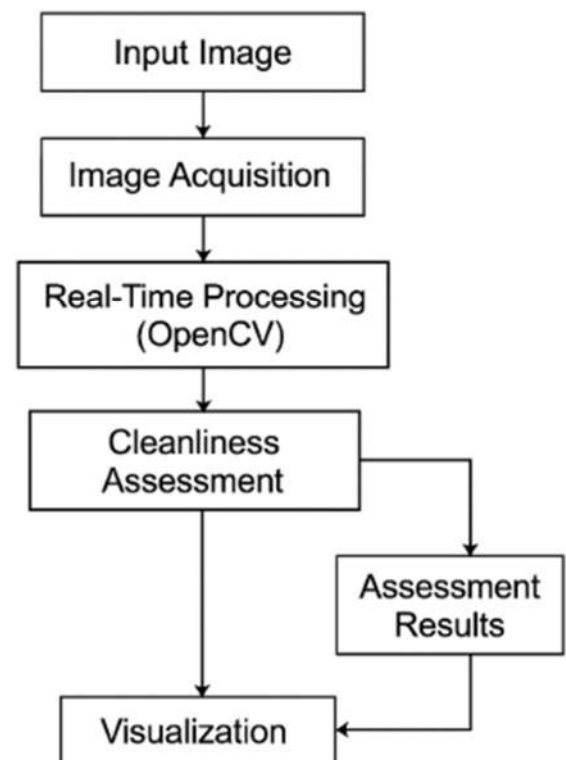 Input Image
Image Acquisition
Real-Time Processing
(OpenCV)
Cleanliness
Assessment
Assessment
Results
Visualization